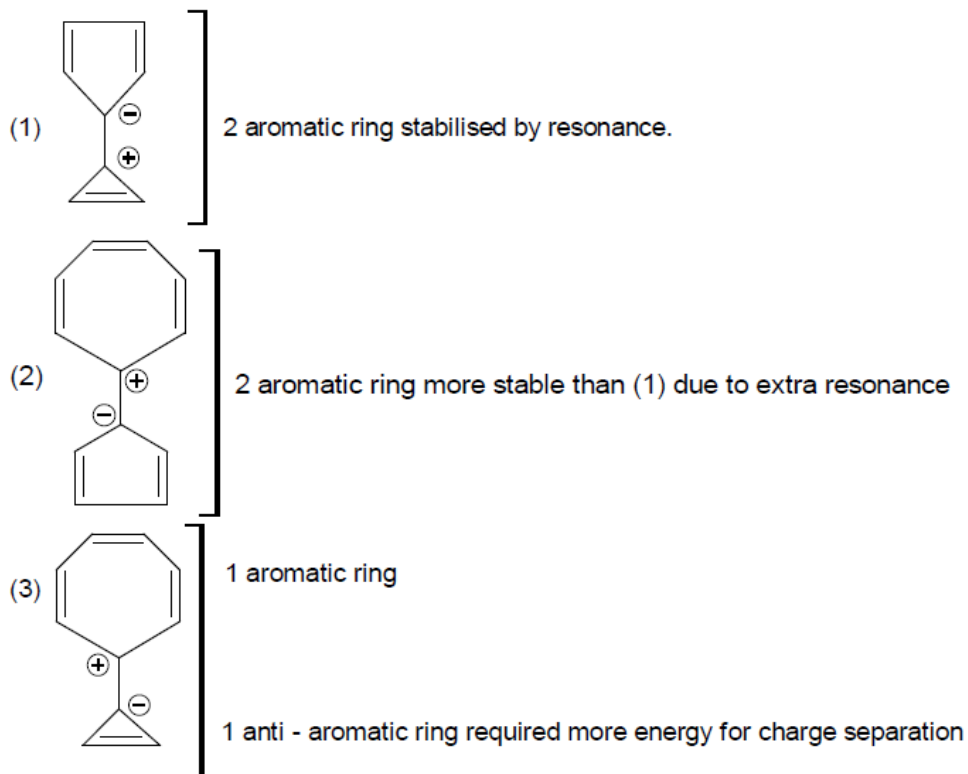 (1)
2 aromatic ring stabilised by resonance.
(2)
2 aromatic ring more stable than (1) due to extra resonance
(3)
1 aromatic ring
1 anti - aromatic ring required more energy for charge separation